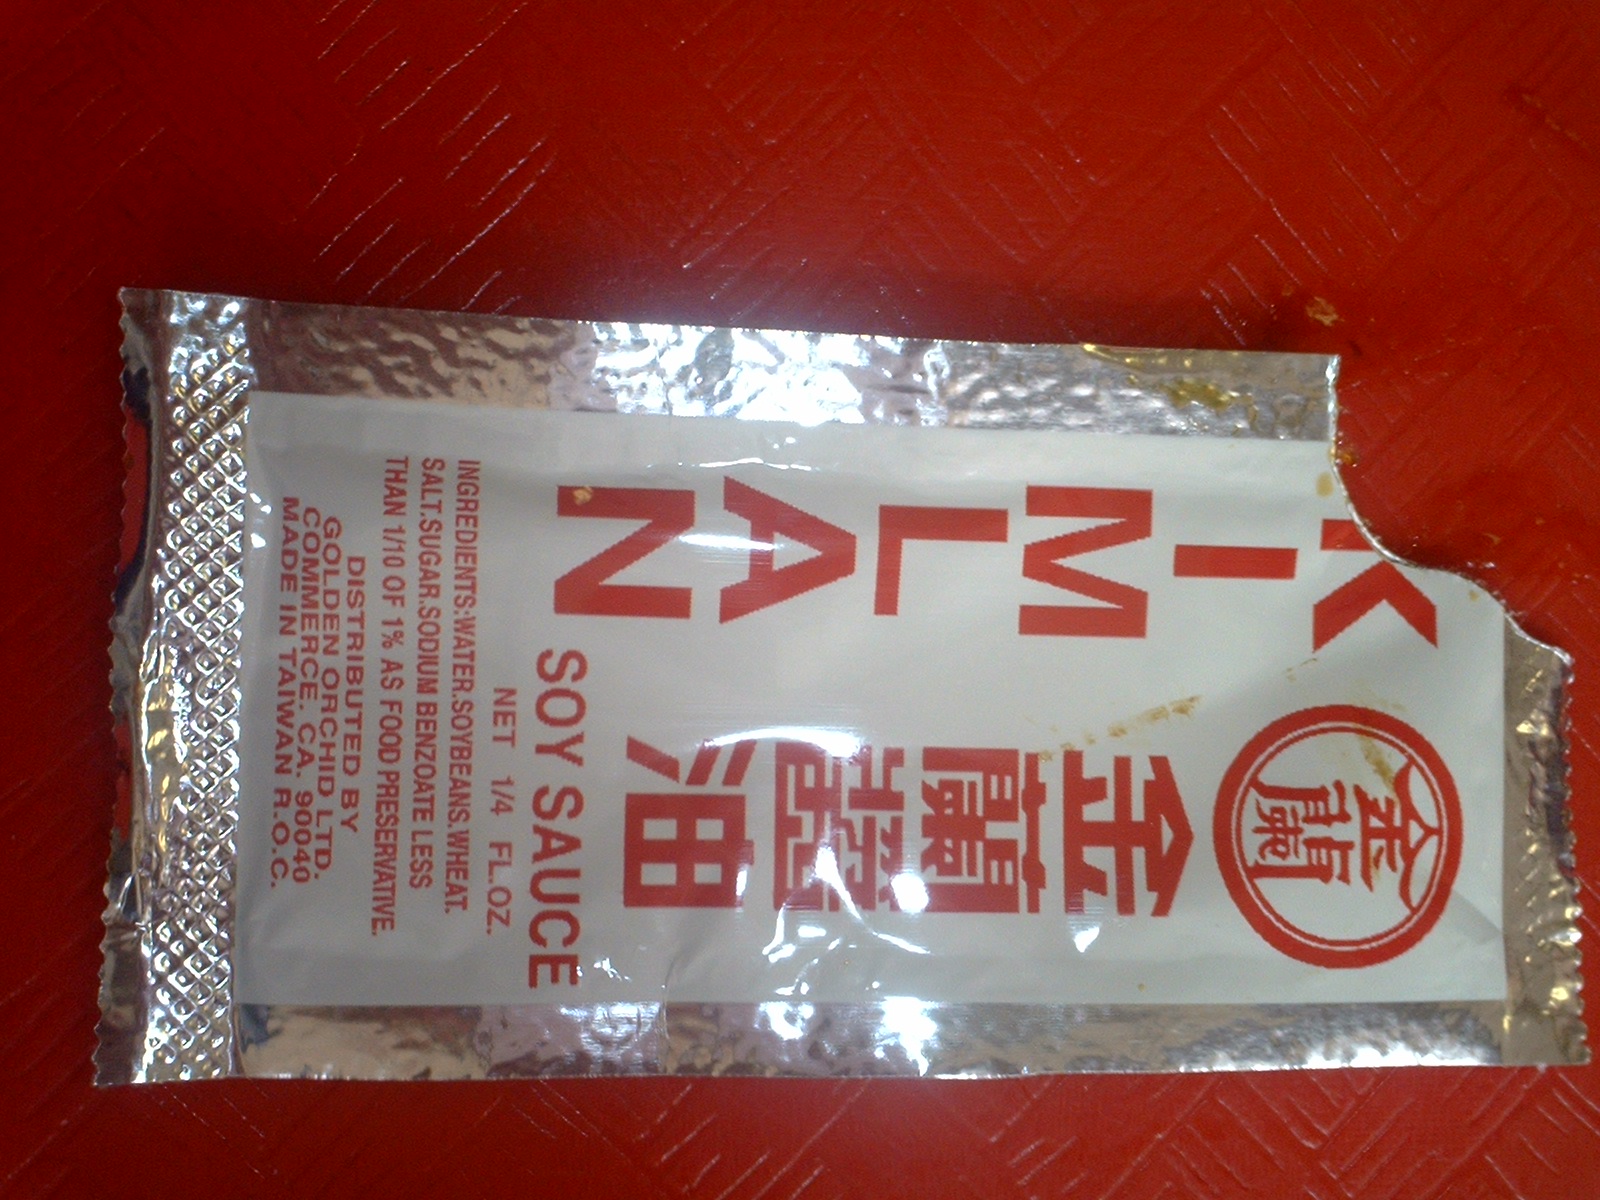 金蘭
KIMLAN
金蘭醬油
SOY SAUCE
NET 1/4 FL.OZ.
INGREDIENTS:WATER.SOYBEANS.WHEAT.
SALT.SUGAR.SODIUM BENZOATE LESS
THAN 1/10 OF 1% AS FOOD PRESERVATIVE.
DISTRIBUTED BY
GOLDEN ORCHID LTD.
COMMERCE. CA. 90040
MADE IN TAIWAN R.O.C.